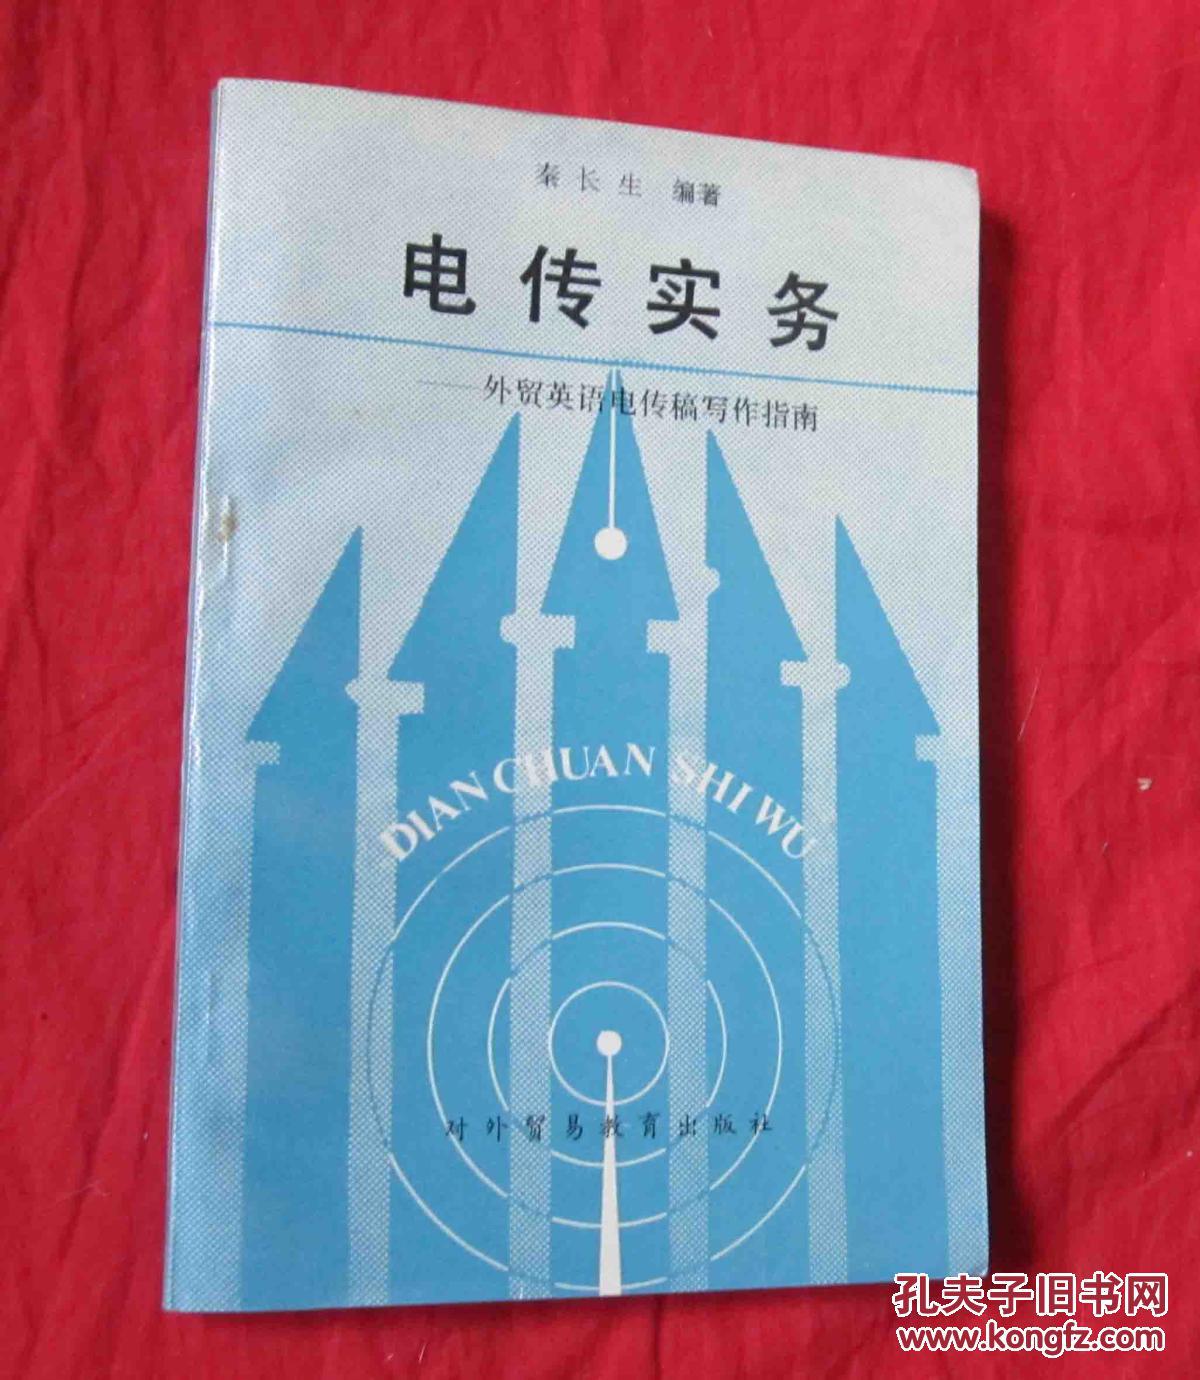 秦长生 编著
电传实务
——外贸英语电传稿写作指南
DIAN CHUAN SHI WU
对外贸易教育出版社
孔夫子旧书网
www.kongfz.com